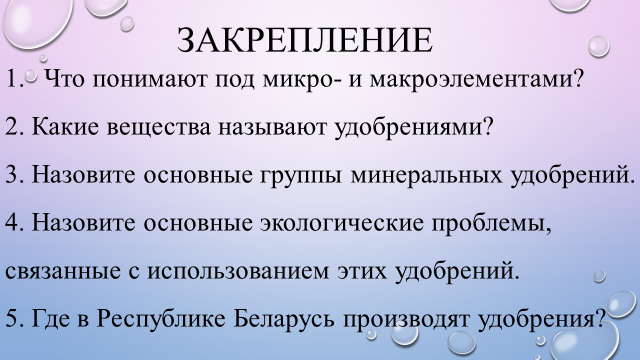 ЗАКРЕПЛЕНИЕ
1. Что понимают под микро- и макроэлементами?
2. Какие вещества называют удобрениями?
3. Назовите основные группы минеральных удобрений.
4. Назовите основные экологические проблемы,
связанные с использованием этих удобрений.
5. Где в Республике Беларусь производят удобрения?